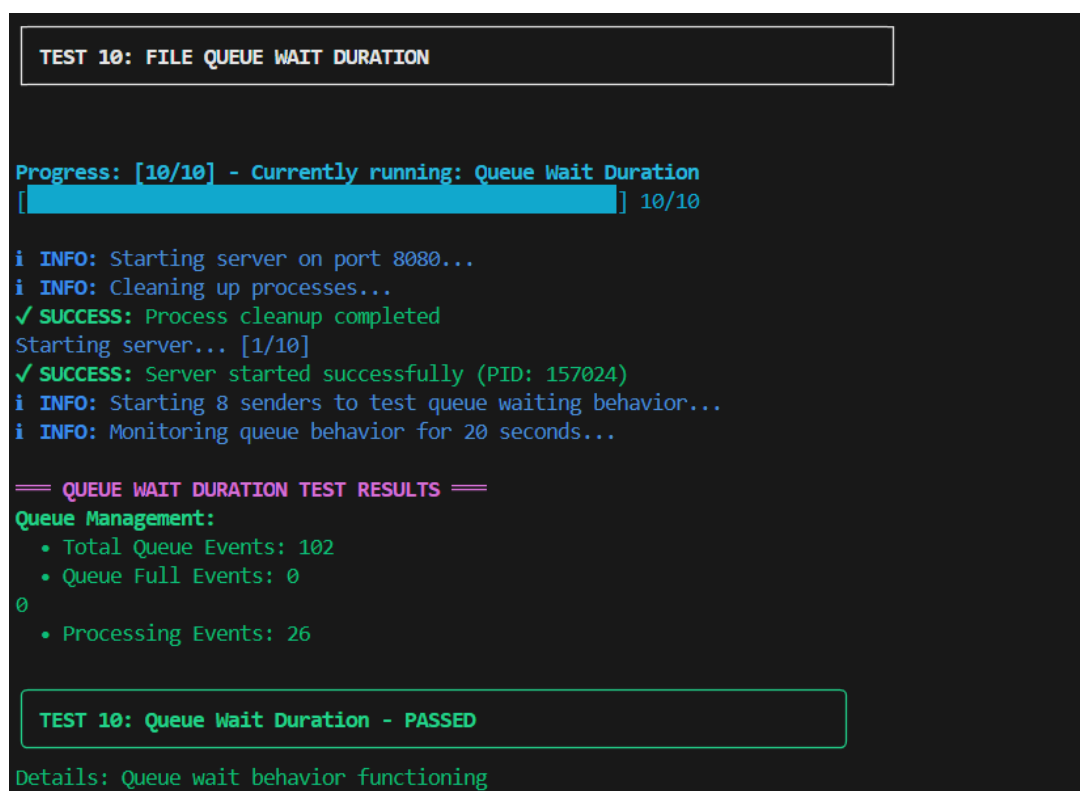 TEST 10: FILE QUEUE WAIT DURATION
Progress: [10/10] - Currently running: Queue Wait Duration
[ ] 10/10
i INFO: Starting server on port 8080...
i INFO: Cleaning up processes...
✓ SUCCESS: Process cleanup completed
Starting server... [1/10]
✓ SUCCESS: Server started successfully (PID: 157024)
i INFO: Starting 8 senders to test queue waiting behavior...
i INFO: Monitoring queue behavior for 20 seconds...
═══ QUEUE WAIT DURATION TEST RESULTS ═══
Queue Management:
• Total Queue Events: 102
• Queue Full Events: 0
0
• Processing Events: 26
TEST 10: Queue Wait Duration - PASSED
Details: Queue wait behavior functioning